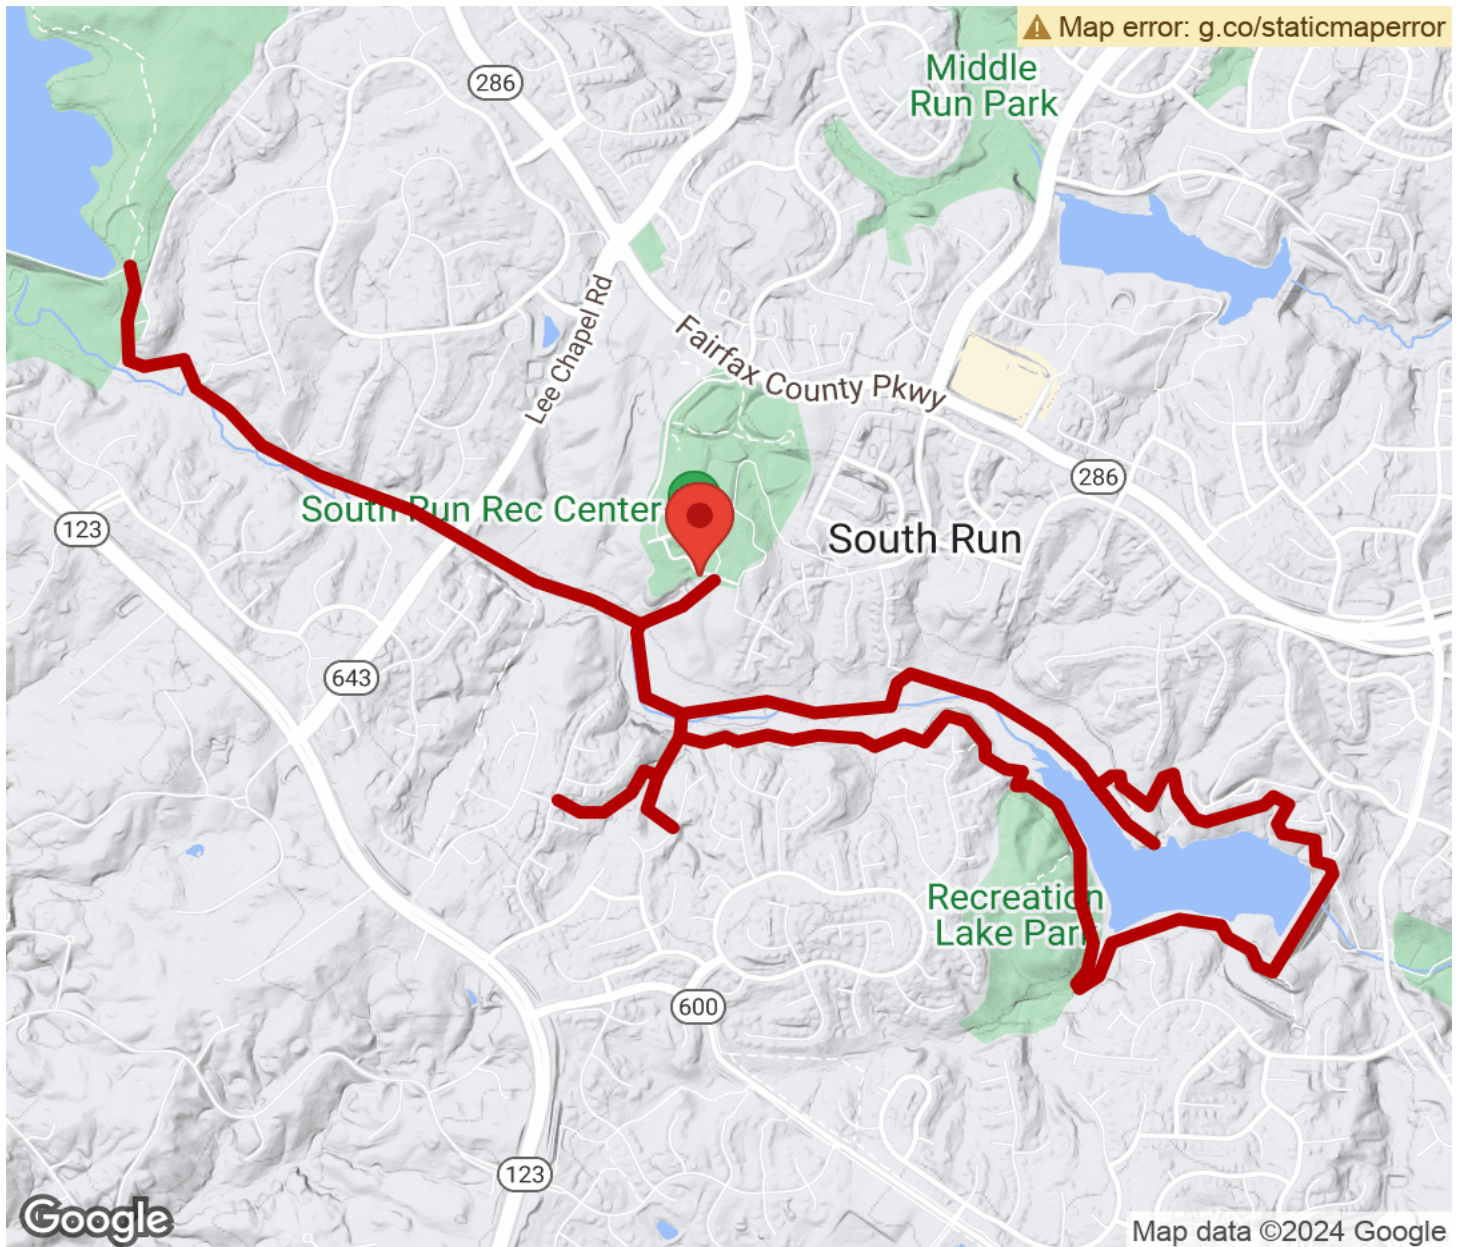 Map error: g.co/staticmaperror
Middle
Run Park
286
Lee Chapel Rd
Fairfax County Pkwy
286
South Run Rec Center
123
South Run
643
Recreation
Lake Park
600
123
Google
Map data ©2024 Google